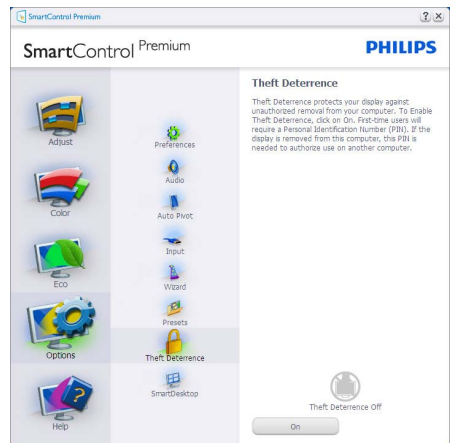 SmartControl Premium
SmartControl Premium
PHILIPS
Adjust
Color
Eco
Options
Help
Preferences
Audio
Auto Pivot
Input
Wizard
Presets
Theft Deterrence
SmartDesktop
Theft Deterrence
Theft Deterrence protects your display against
unauthorized removal from your computer. To Enable
Theft Deterrence, click on On. First-time users will
require a Personal Identification Number (PIN). If the
display is removed from this computer, this PIN is
needed to authorize use on another computer.
Theft Deterrence Off
On